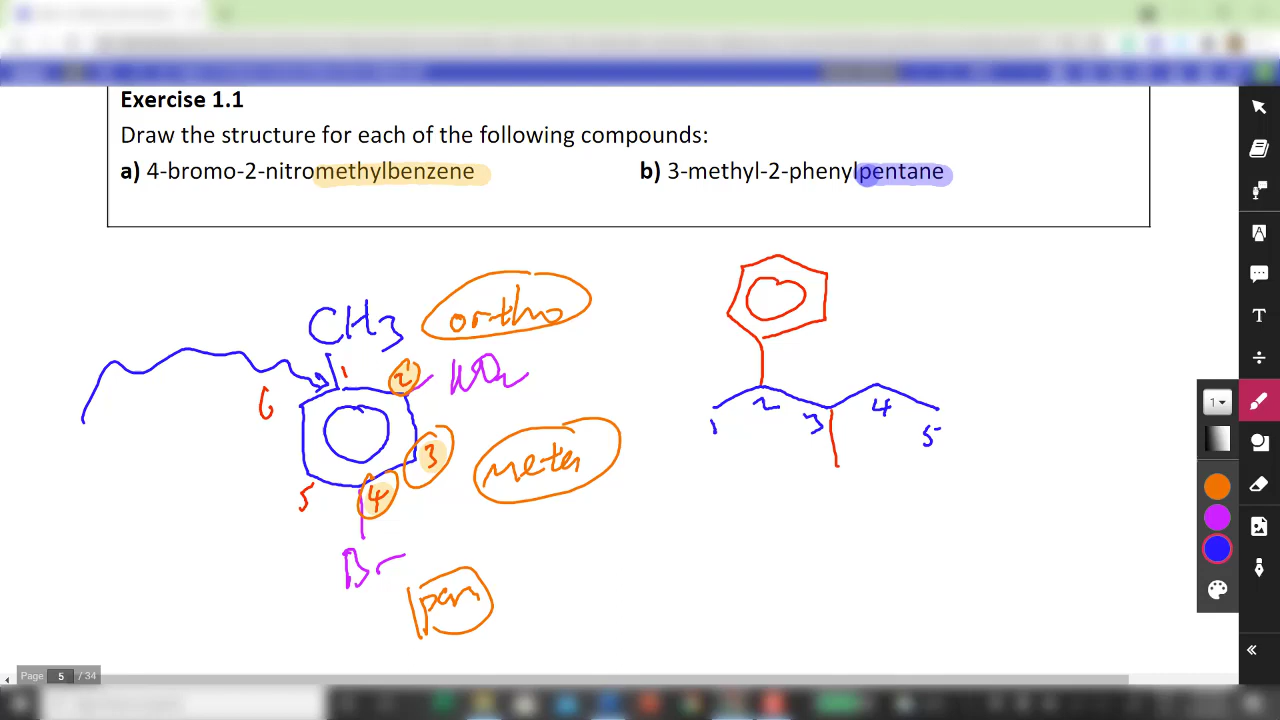 Exercise 1.1
Draw the structure for each of the following compounds:
a) 4-bromo-2-nitromethylbenzene
b) 3-methyl-2-phenylpentane
CH3
ortho
1
2
NO2
6
3
meta
5
4
Br
para
1
2
3
4
5
1
T
Page 5 / 34